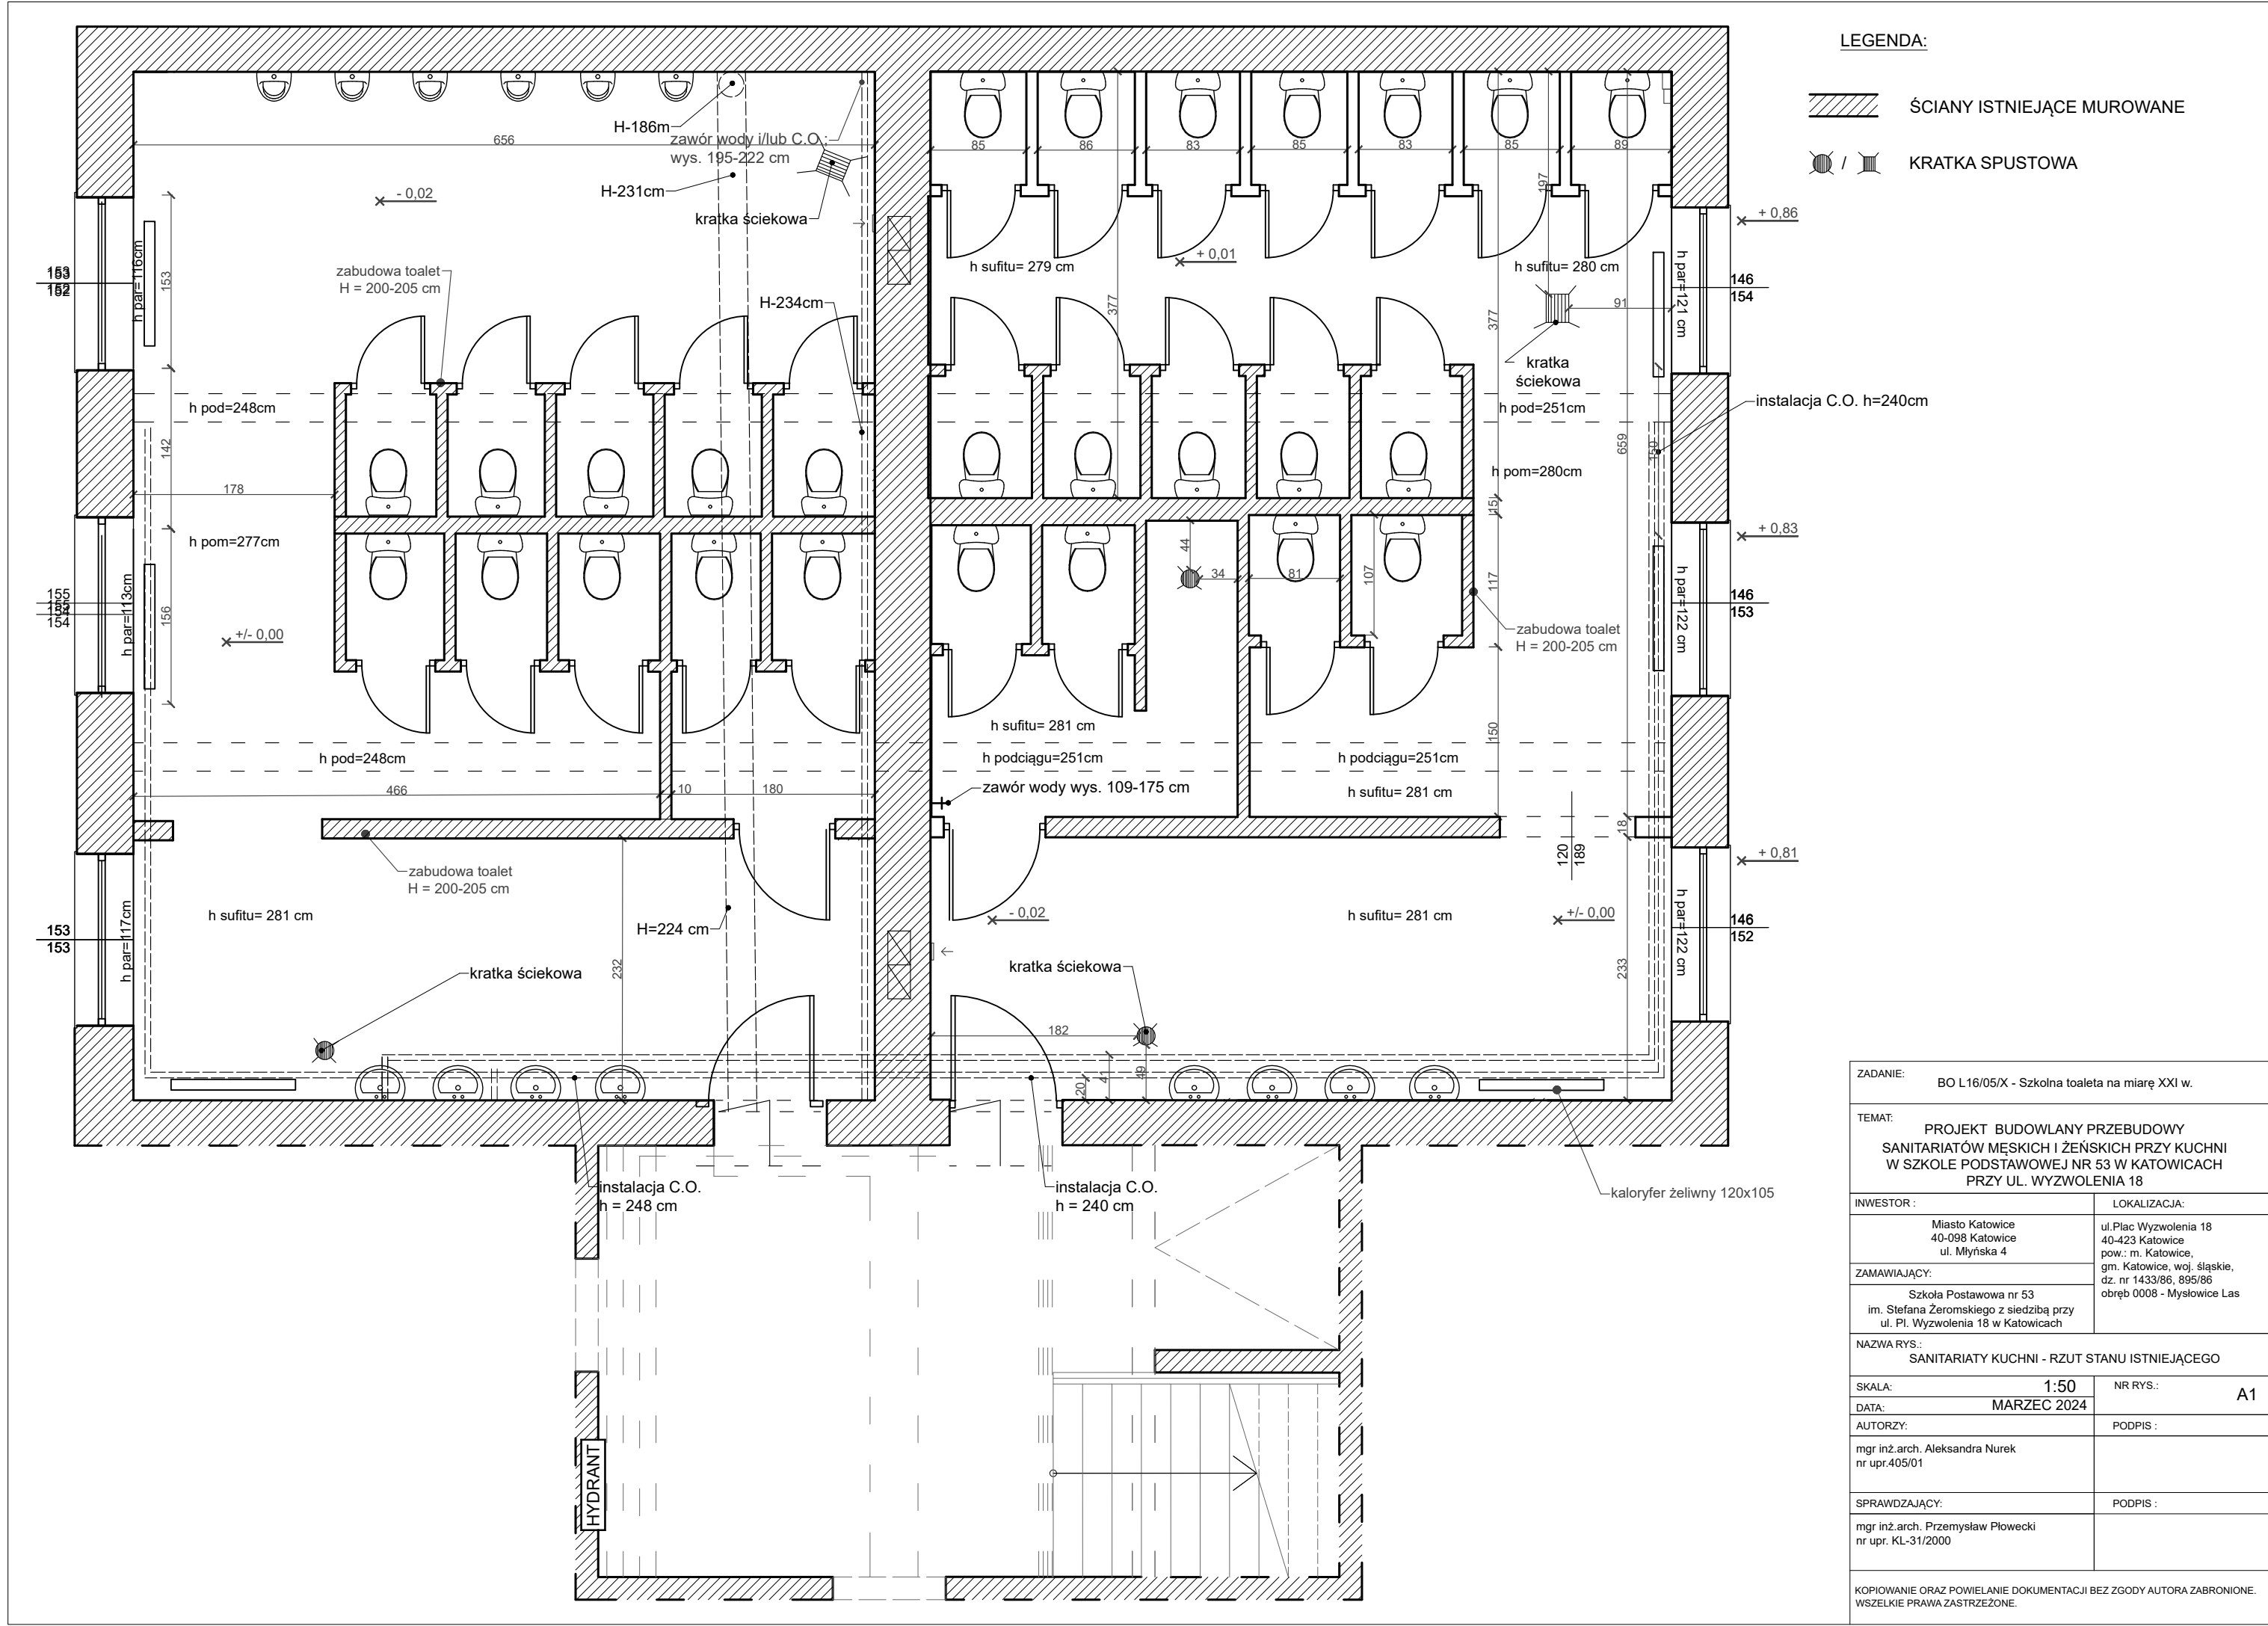 LEGENDA:
ŚCIANY ISTNIEJĄCE MUROWANE
/
KRATKA SPUSTOWA
656
H-186m
zawór wody i/lub C.O.:
wys. 195-222 cm
H-231cm
kratka ściekowa
- 0,02
zabudowa toalet
H = 200-205 cm
H-234cm
153
152
h par=116cm
153
h pod=248cm
142
178
h pom=277cm
155
154
h par=113cm
156
+/- 0,00
h pod=248cm
466
10
180
zabudowa toalet
H = 200-205 cm
h sufitu= 281 cm
H=224 cm
153
153
h par=117cm
232
kratka ściekowa
85
86
83
85
83
85
89
197
h sufitu= 279 cm
+ 0,01
h sufitu= 280 cm
377
377
91
kratka
ściekowa
h par=121 cm
+ 0,86
146
154
instalacja C.O. h=240cm
h pod=251cm
659
150
h pom=280cm
15
44
34
81
107
117
+ 0,83
146
153
h par=122 cm
zabudowa toalet
H = 200-205 cm
h sufitu= 281 cm
150
h podciągu=251cm
h podciągu=251cm
zawór wody wys. 109-175 cm
h sufitu= 281 cm
18
120
189
+ 0,81
146
152
h par=122 cm
- 0,02
h sufitu= 281 cm
+/- 0,00
kratka ściekowa
233
182
20
41
49
instalacja C.O.
h = 248 cm
instalacja C.O.
h = 240 cm
kaloryfer żeliwny 120x105
HYDRANT
ZADANIE:
BO L16/05/X - Szkolna toaleta na miarę XXI w.
TEMAT:
PROJEKT BUDOWLANY PRZEBUDOWY
SANITARIATÓW MĘSKICH I ŻEŃSKICH PRZY KUCHNI
W SZKOLE PODSTAWOWEJ NR 53 W KATOWICACH
PRZY UL. WYZWOLENIA 18
INWESTOR :
Miasto Katowice
40-098 Katowice
ul. Młyńska 4
LOKALIZACJA:
ul.Plac Wyzwolenia 18
40-423 Katowice
pow.: m. Katowice,
gm. Katowice, woj. śląskie,
dz. nr 1433/86, 895/86
obręb 0008 - Mysłowice Las
ZAMAWIAJĄCY:
Szkoła Postawowa nr 53
im. Stefana Żeromskiego z siedzibą przy
ul. Pl. Wyzwolenia 18 w Katowicach
NAZWA RYS.:
SANITARIATY KUCHNI - RZUT STANU ISTNIEJĄCEGO
SKALA: 1:50
NR RYS.: A1
DATA: MARZEC 2024
AUTORZY:
PODPIS :
mgr inż.arch. Aleksandra Nurek
nr upr.405/01
SPRAWDZAJĄCY:
PODPIS :
mgr inż.arch. Przemysław Płowecki
nr upr. KL-31/2000
KOPIOWANIE ORAZ POWIELANIE DOKUMENTACJI BEZ ZGODY AUTORA ZABRONIONE.
WSZELKIE PRAWA ZASTRZEŻONE.